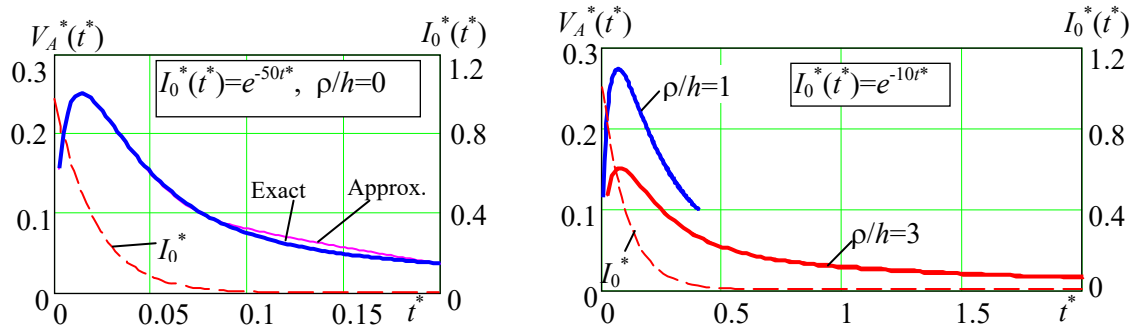 V_A*(t*)
I_0*(t*)
0.3
1.2
I_0*(t*)=e^-50t*, ρ/h=0
0.2
0.8
Exact
Approx.
0.1
0.4
I_0*
0
0
0
0.05
0.1
0.15
t*
V_A*(t*)
I_0*(t*)
0.3
1.2
ρ/h=1
I_0*(t*)=e^-10t*
0.2
0.8
0.1
0.4
ρ/h=3
I_0*
0
0
0
0.5
1
1.5
t*